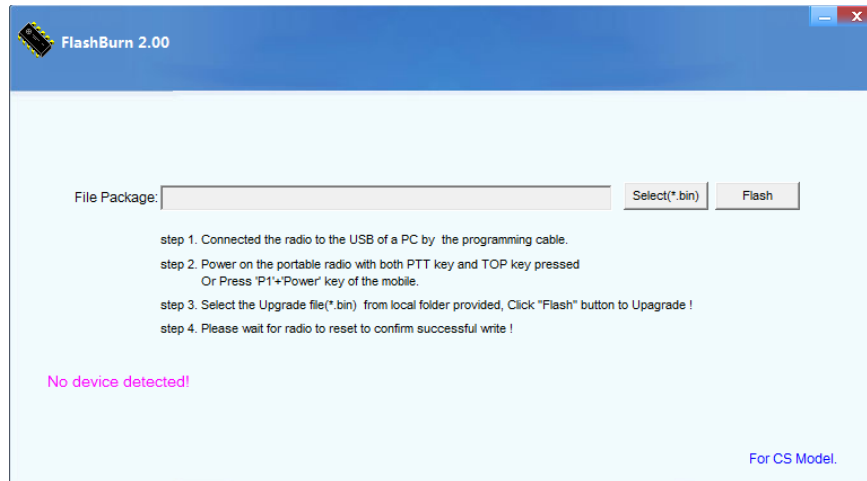 FlashBurn 2.00
File Package:
Select(*.bin)
Flash
step 1. Connected the radio to the USB of a PC by the programming cable.
step 2. Power on the portable radio with both PTT key and TOP key pressed
Or Press 'P1'+'Power' key of the mobile.
step 3. Select the Upgrade file(*.bin) from local folder provided, Click "Flash" button to Upagrade !
step 4. Please wait for radio to reset to confirm successful write !
No device detected!
For CS Model.